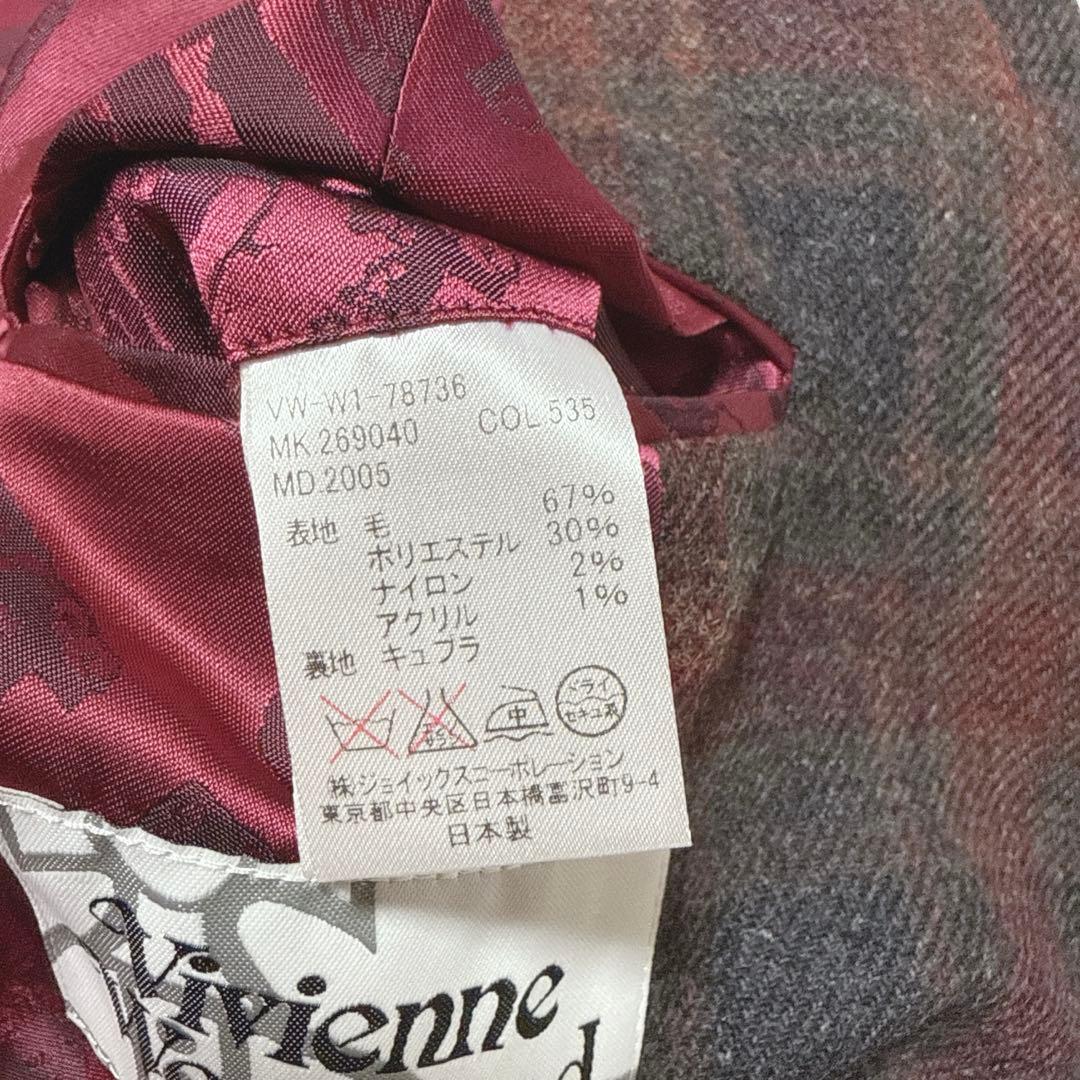 VW-W1-78736
MK.269040 COL.535
MD.2005
表地 毛 67%
ポリエステル 30%
ナイロン 2%
アクリル 1%
裏地 キュプラ
中
ドライ
セキユ系
㈱ジョイックスコーポレーション
東京都中央区日本橋富沢町9-4
日本製
Vivienne